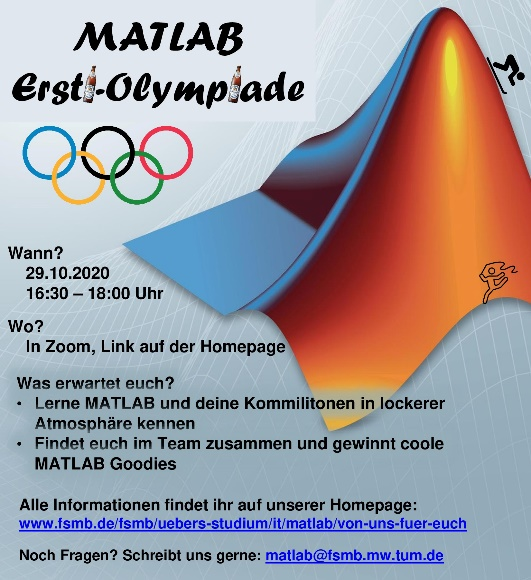 MATLAB
Ersti-Olympiade
Wann?
29.10.2020
16:30 – 18:00 Uhr
Wo?
In Zoom, Link auf der Homepage
Was erwartet euch?
• Lerne MATLAB und deine Kommilitonen in lockerer
Atmosphäre kennen
• Findet euch im Team zusammen und gewinnt coole
MATLAB Goodies
Alle Informationen findet ihr auf unserer Homepage:
www.fsmb.de/fsmb/uebers-studium/it/matlab/von-uns-fuer-euch
Noch Fragen? Schreibt uns gerne: matlab@fsmb.mw.tum.de